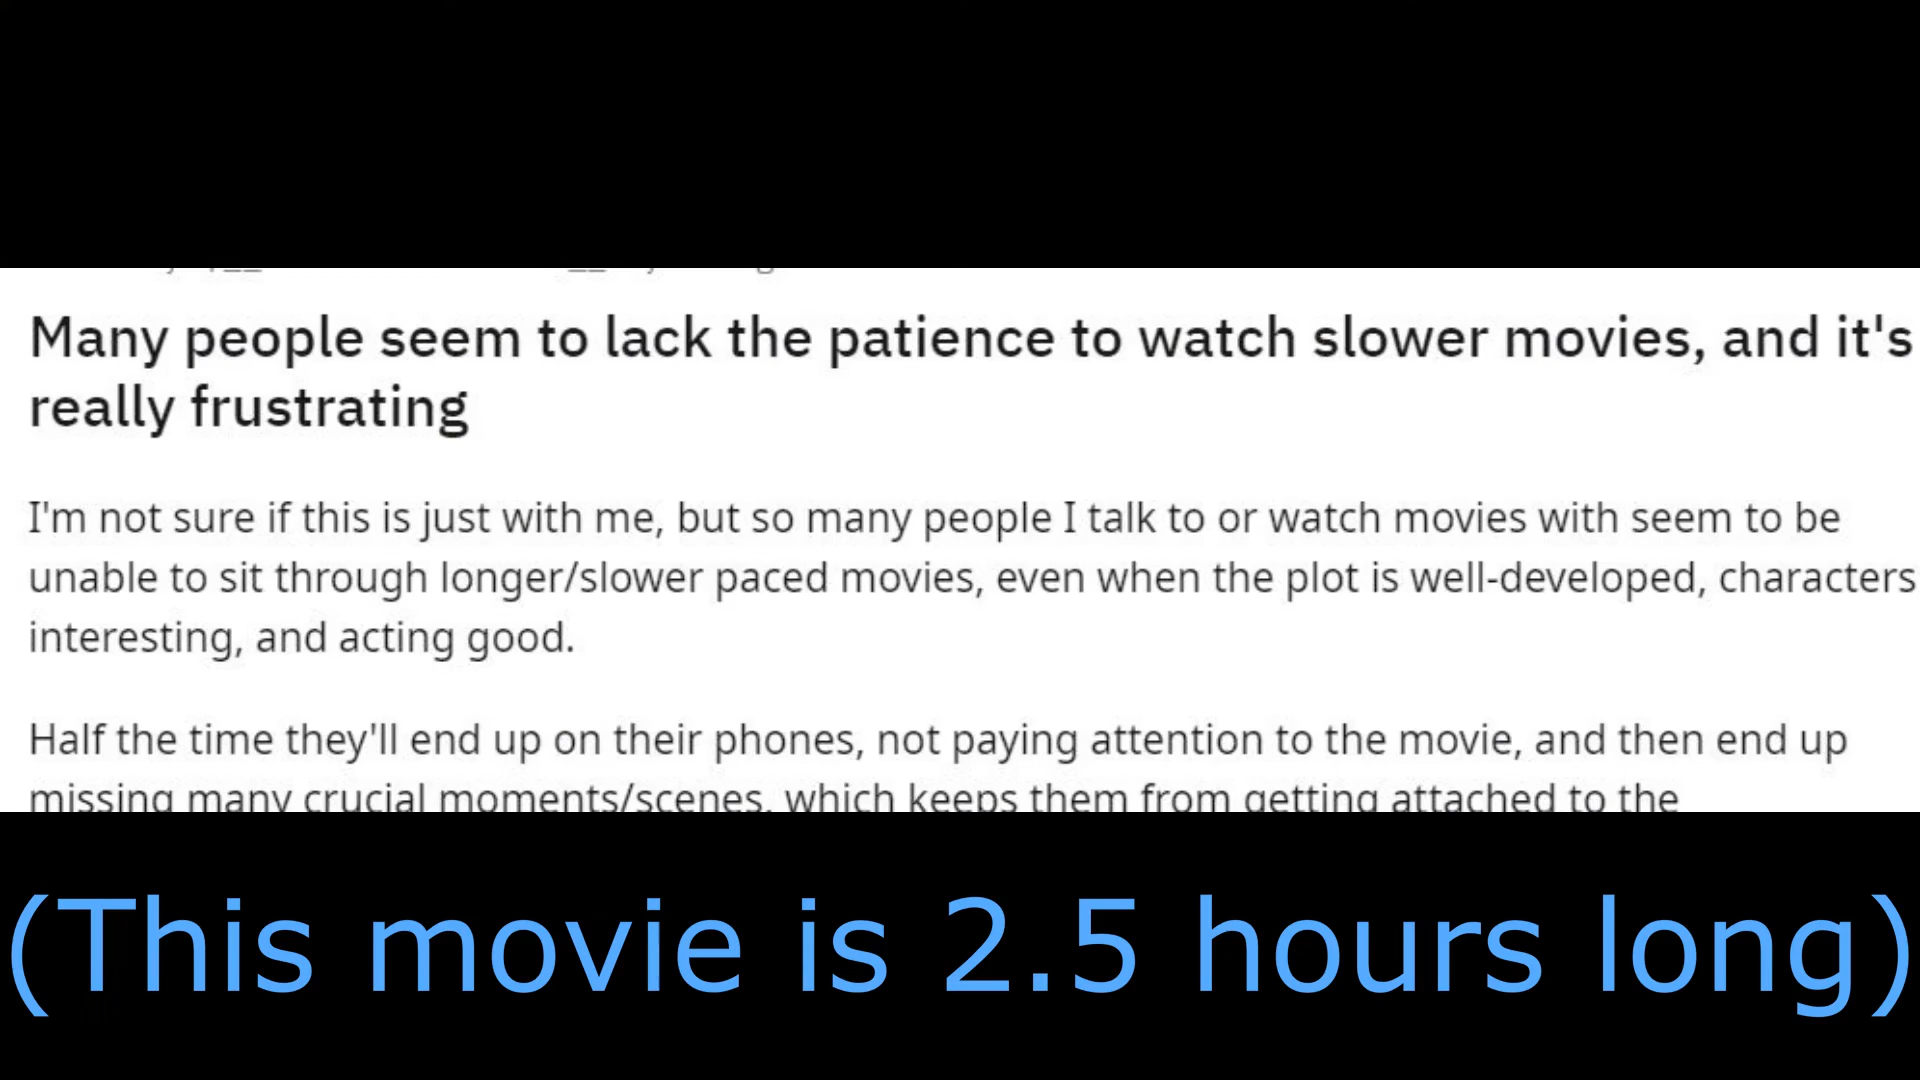 Many people seem to lack the patience to watch slower movies, and it's
really frustrating
I'm not sure if this is just with me, but so many people I talk to or watch movies with seem to be
unable to sit through longer/slower paced movies, even when the plot is well-developed, characters
interesting, and acting good.
Half the time they'll end up on their phones, not paying attention to the movie, and then end up
missing many crucial moments/scenes, which keeps them from getting attached to the
(This movie is 2.5 hours long)